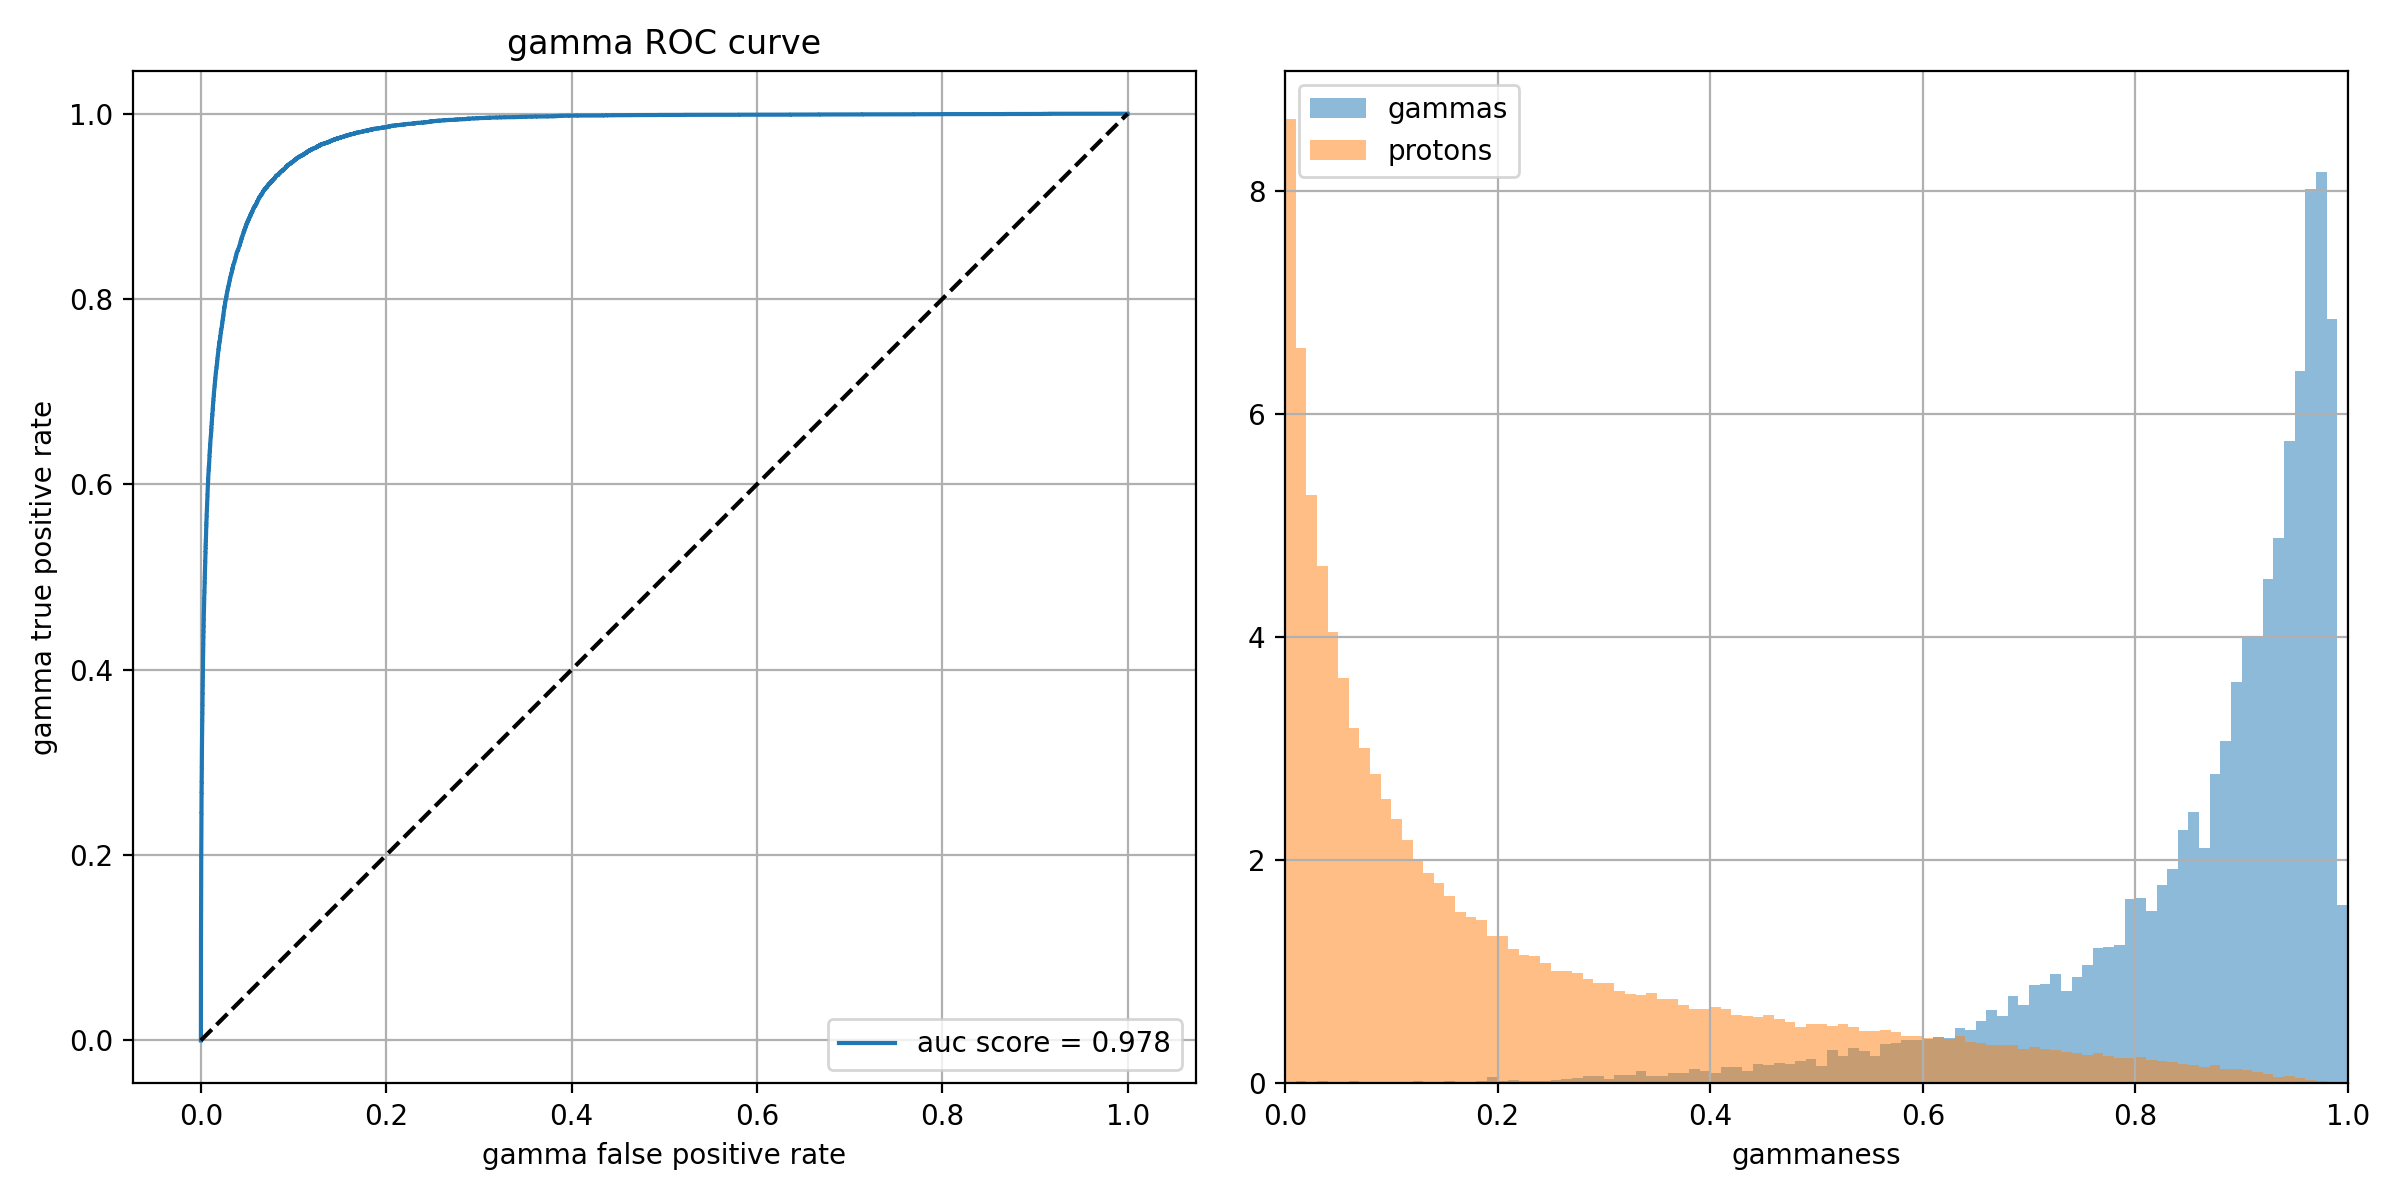 gamma ROC curve
gamma true positive rate
1.0
0.8
0.6
0.4
0.2
0.0
auc score = 0.978
0.0 0.2 0.4 0.6 0.8 1.0
gamma false positive rate
gammas
protons
8
6
4
2
0
0.0 0.2 0.4 0.6 0.8 1.0
gammaness